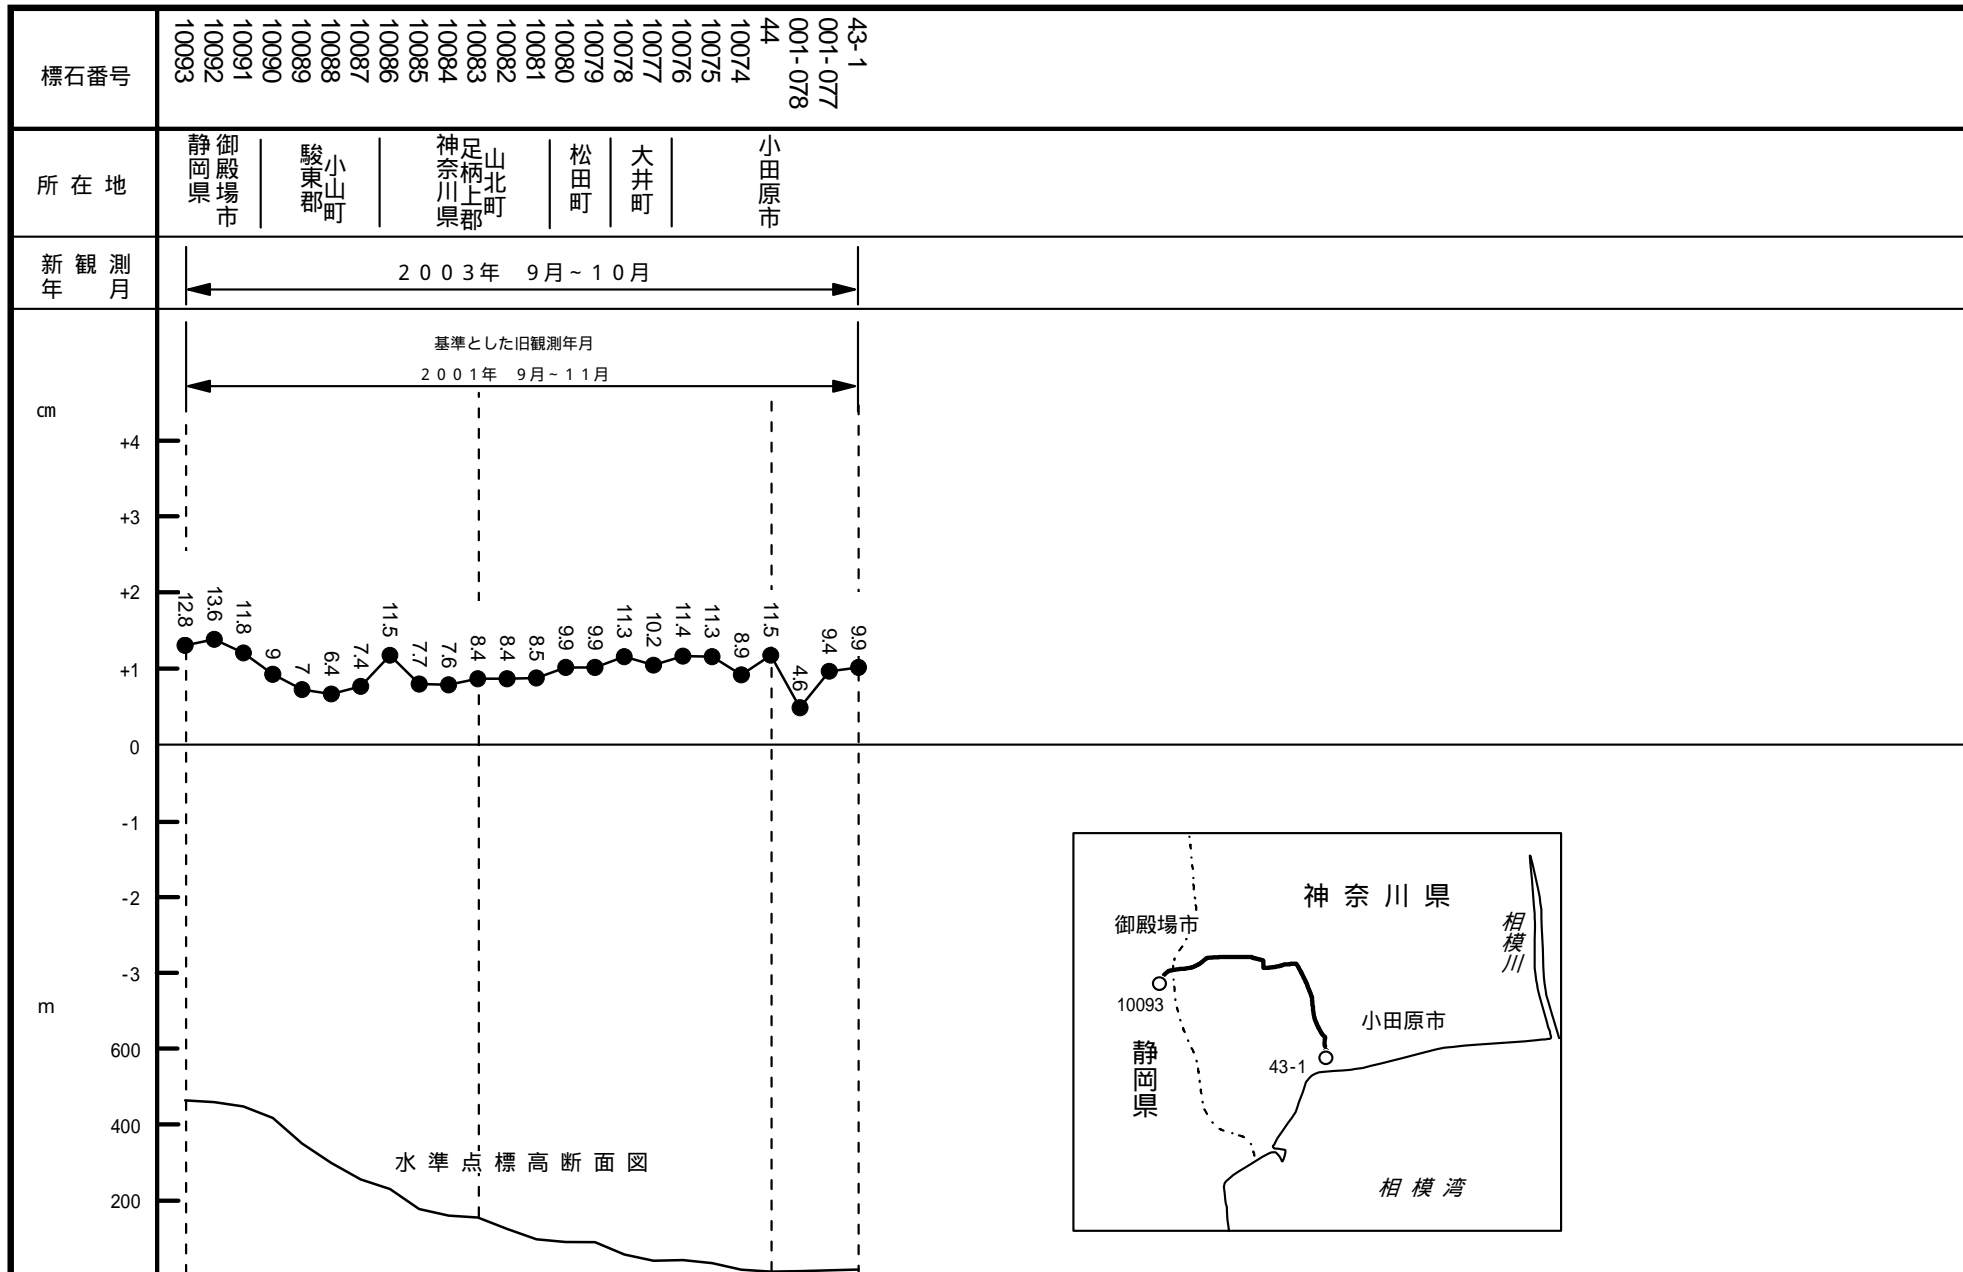 標石番号
10093
10092
10091
10090
10089
10088
10087
10086
10085
10084
10083
10082
10081
10080
10079
10078
10077
10076
10075
10074
44
001-078
001-077
43-1
所在地
静岡県
御殿場市
駿東郡
小山町
神奈川県
足柄上郡
山北町
松田町
大井町
小田原市
新観測
年 月
2003年 9月~10月
基準とした旧観測年月
2001年 9月~11月
cm
+4
+3
+2
+1
0
-1
-2
-3
12.8
13.6
11.8
9
7
6.4
7.4
11.5
7.7
7.6
8.4
8.4
8.5
9.9
9.9
11.3
10.2
11.4
11.3
8.9
11.5
4.6
9.4
9.9
m
600
400
200
水準点標高断面図
神奈川県
御殿場市
相模川
10093
小田原市
43-1
静岡県
相模湾